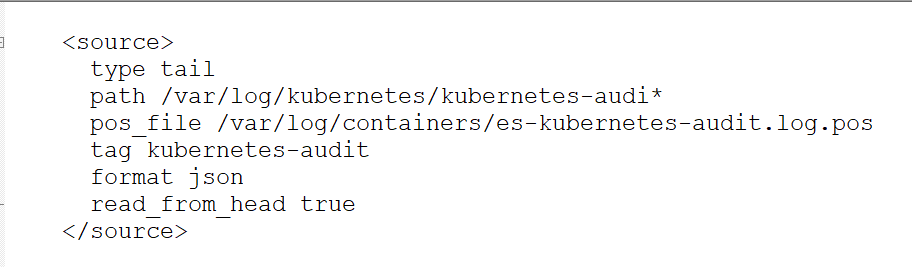 <source>
type tail
path /var/log/kubernetes/kubernetes-audi*
pos_file /var/log/containers/es-kubernetes-audit.log.pos
tag kubernetes-audit
format json
read_from_head true
</source>